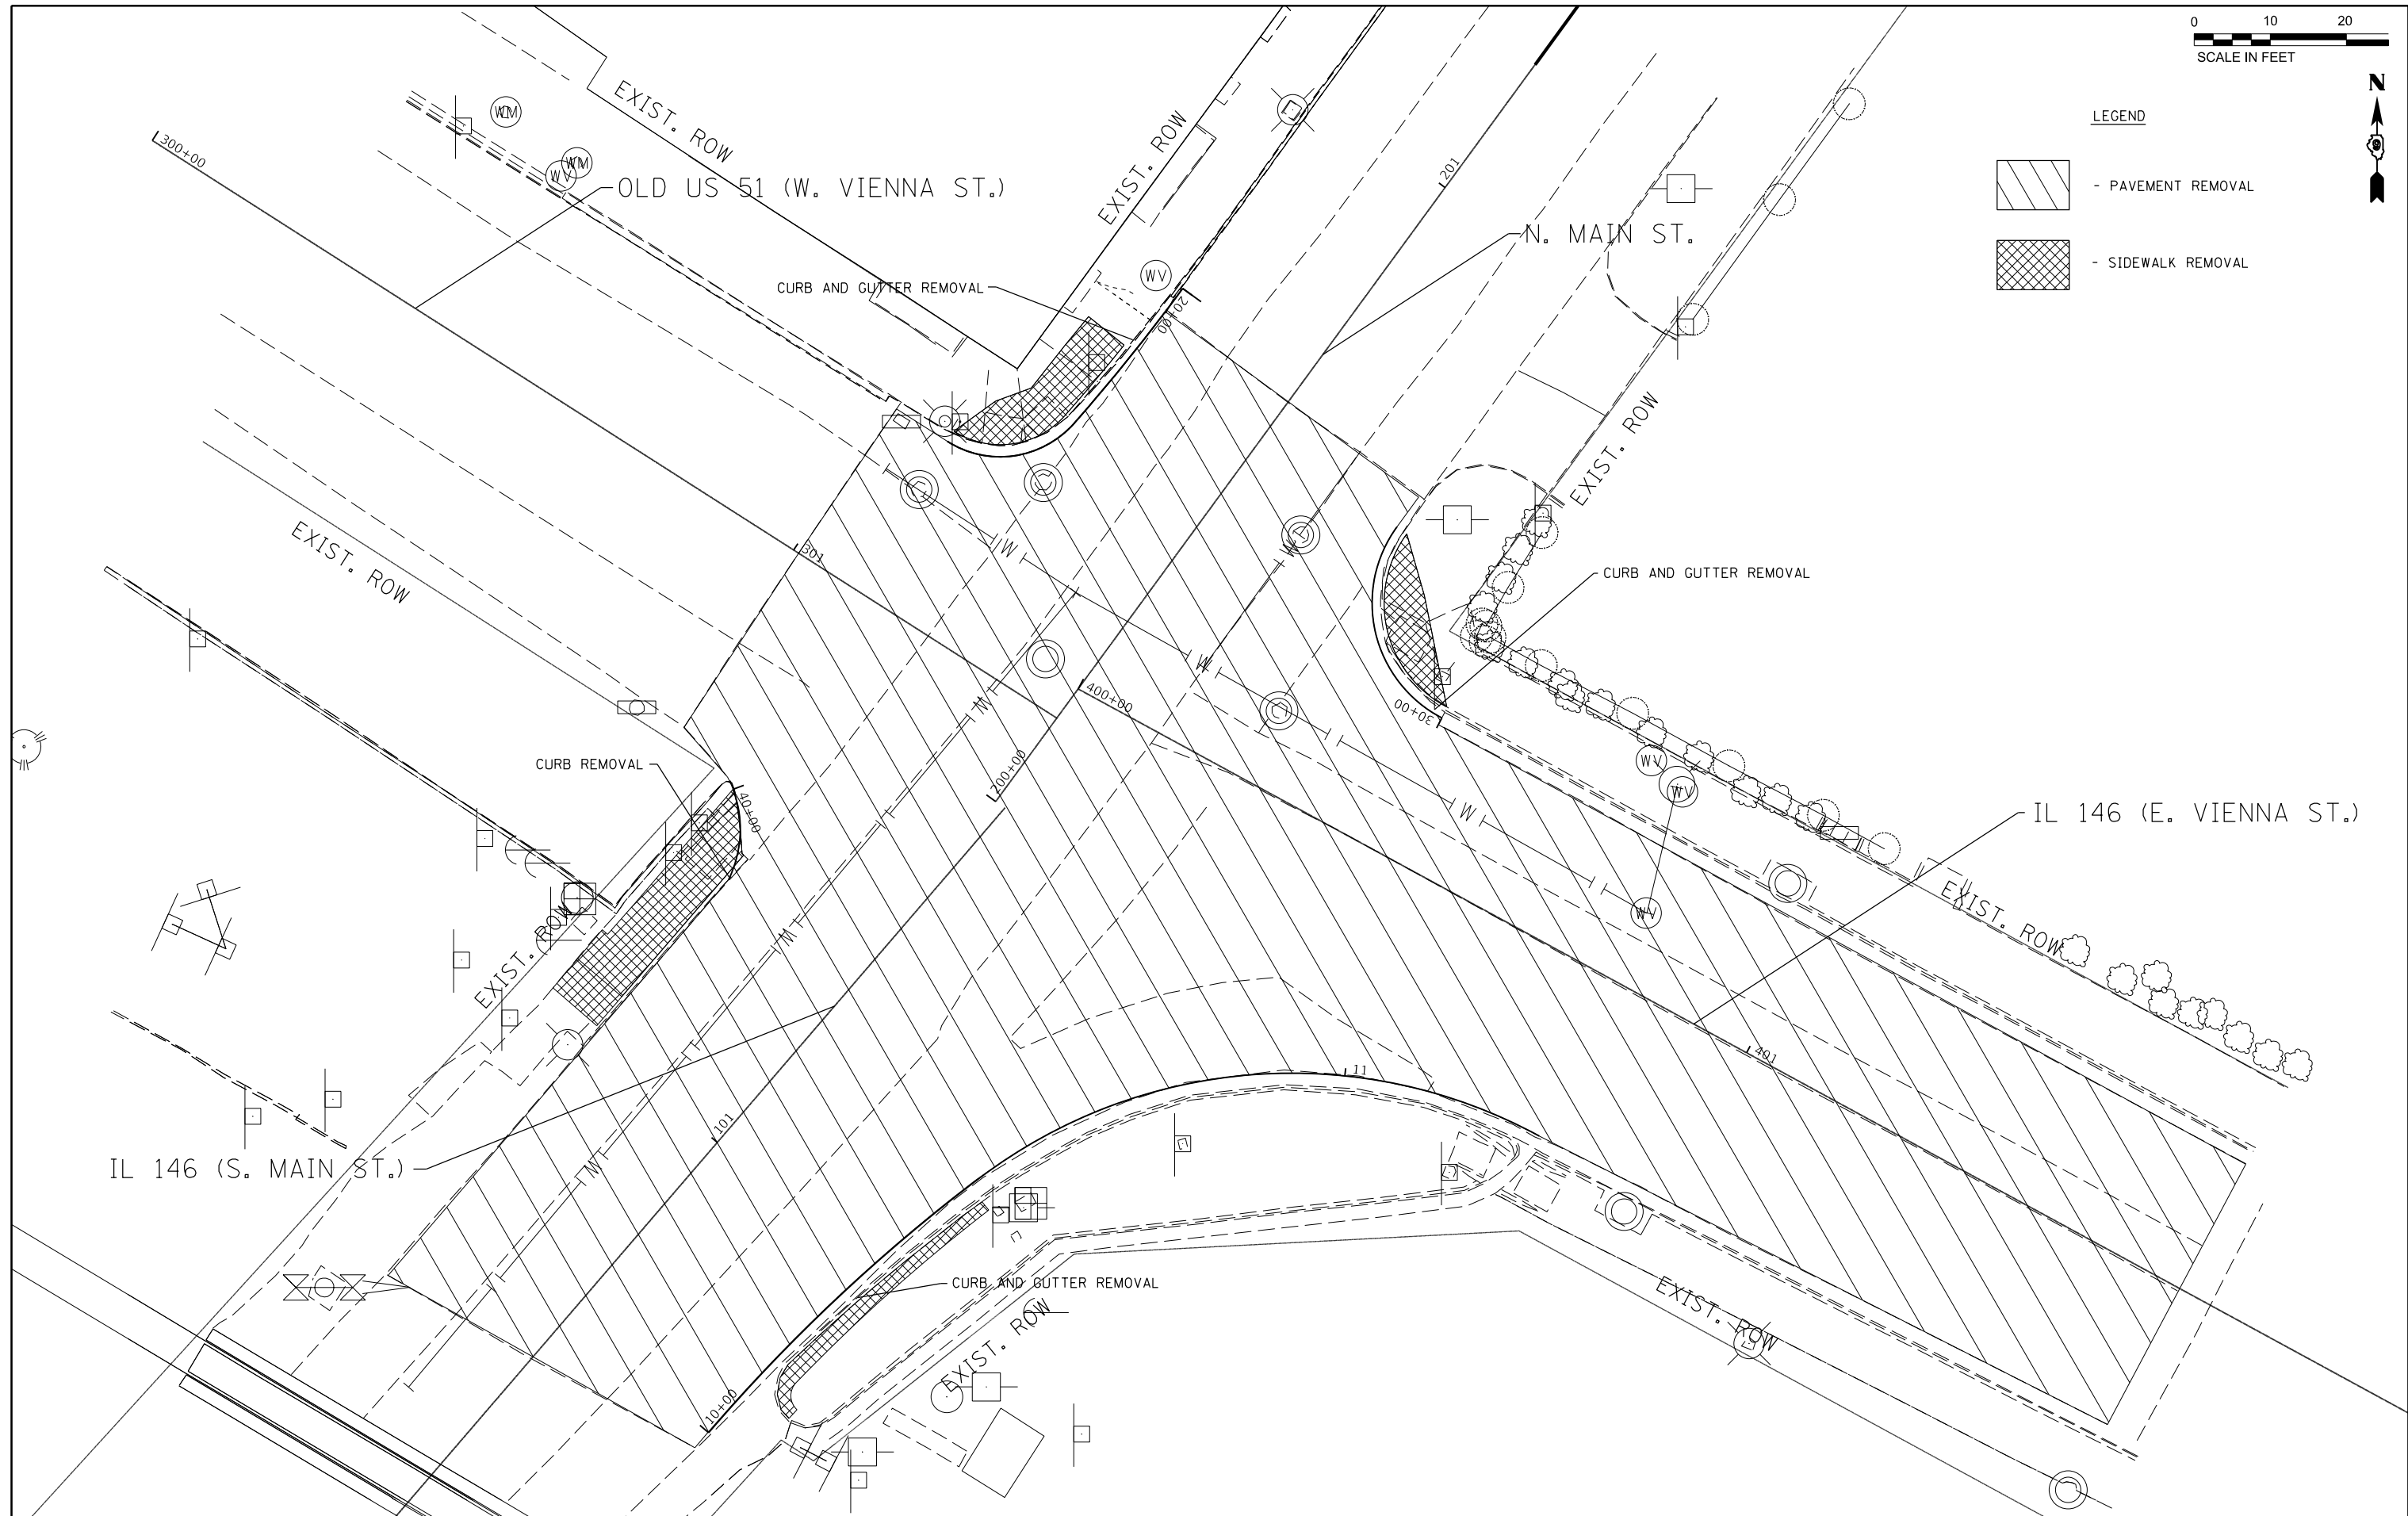 0 10 20
SCALE IN FEET
N
LEGEND
- PAVEMENT REMOVAL
- SIDEWALK REMOVAL
EXIST. ROW
WM
WM
WV
300+00
OLD US 51 (W. VIENNA ST.)
EXIST. ROW
201
N. MAIN ST.
WV
CURB AND GUTTER REMOVAL
20+00
EXIST. ROW
EXIST. ROW
301
W
W
CURB AND GUTTER REMOVAL
W
400+00
30+00
W
200+00
CURB REMOVAL
40+00
WV
WV
W
IL 146 (E. VIENNA ST.)
WV
EXIST. ROW
EXIST. ROW
W
401
11
101
IL 146 (S. MAIN ST.)
W
CURB AND GUTTER REMOVAL
EXIST. ROW
EXIST. ROW
10+00